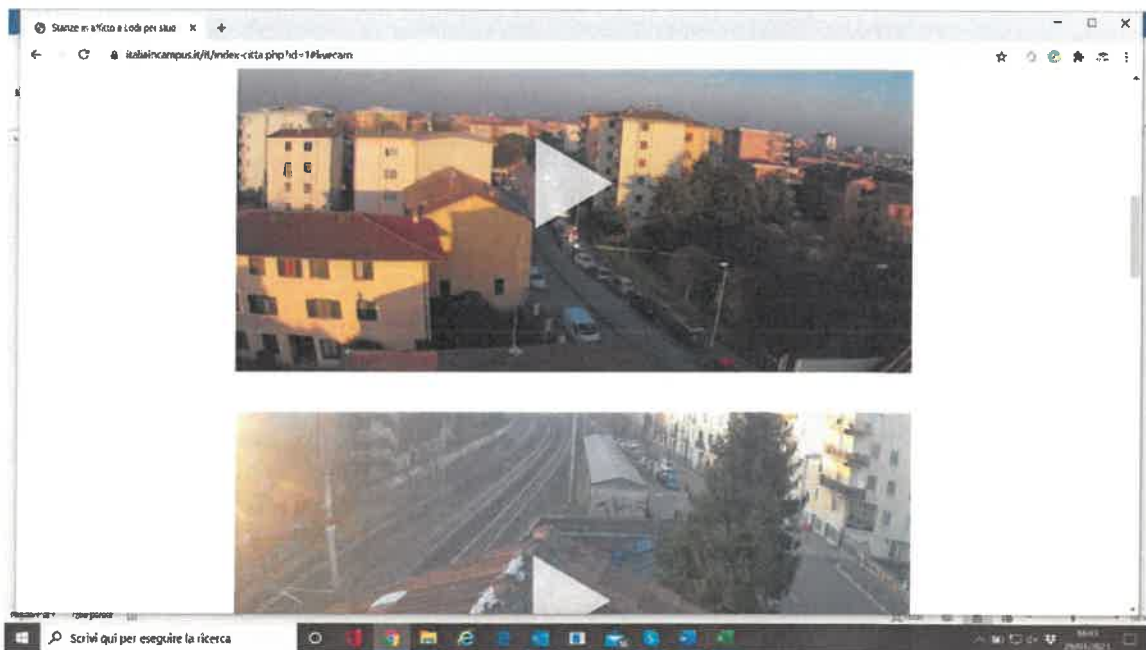 Stanze in affitto a Lodi per stud
italiaincampus.it/it/index-citta.php?id=1#livecam
Scrivi qui per eseguire la ricerca